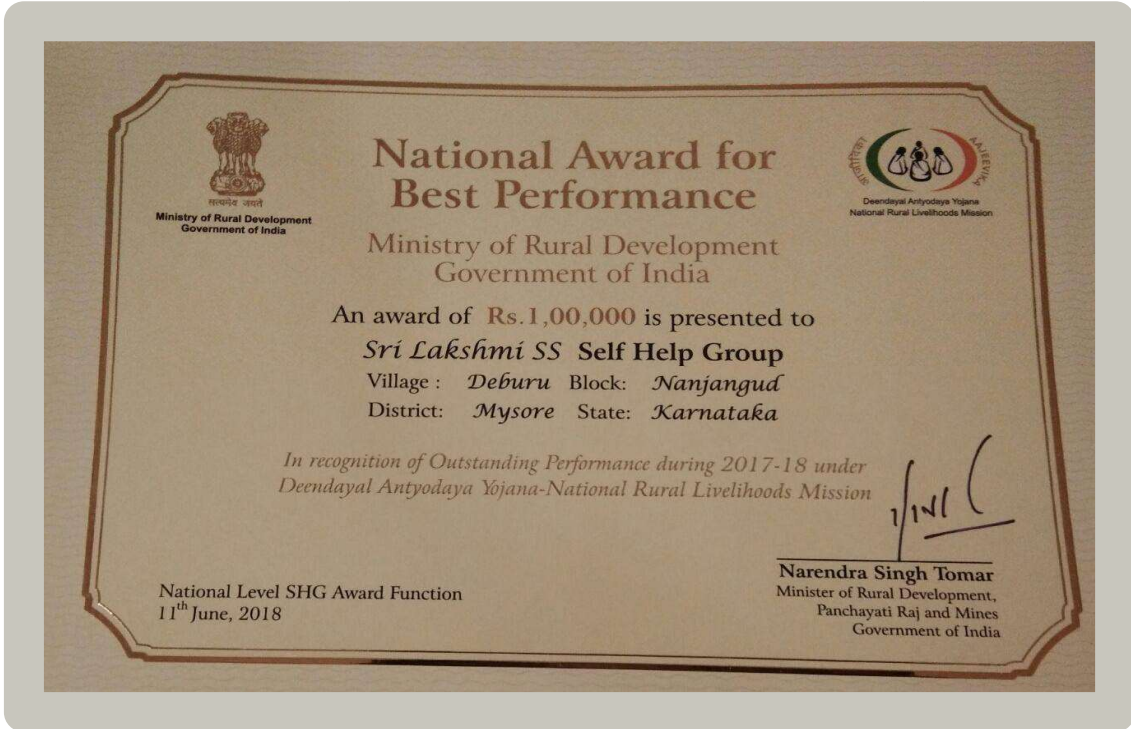 सत्यमेव जयते
Ministry of Rural Development
Government of India
National Award for
Best Performance
आजीविका
AAJEEVIKA
Deendayal Antyodaya Yojana
National Rural Livelihoods Mission
Ministry of Rural Development
Government of India
An award of Rs.1,00,000 is presented to
Sri Lakshmi SS Self Help Group
Village : Deburu Block: Nanjangud
District: Mysore State: Karnataka
In recognition of Outstanding Performance during 2017-18 under
Deendayal Antyodaya Yojana-National Rural Livelihoods Mission
National Level SHG Award Function
11th June, 2018
Narendra Singh Tomar
Minister of Rural Development,
Panchayati Raj and Mines
Government of India